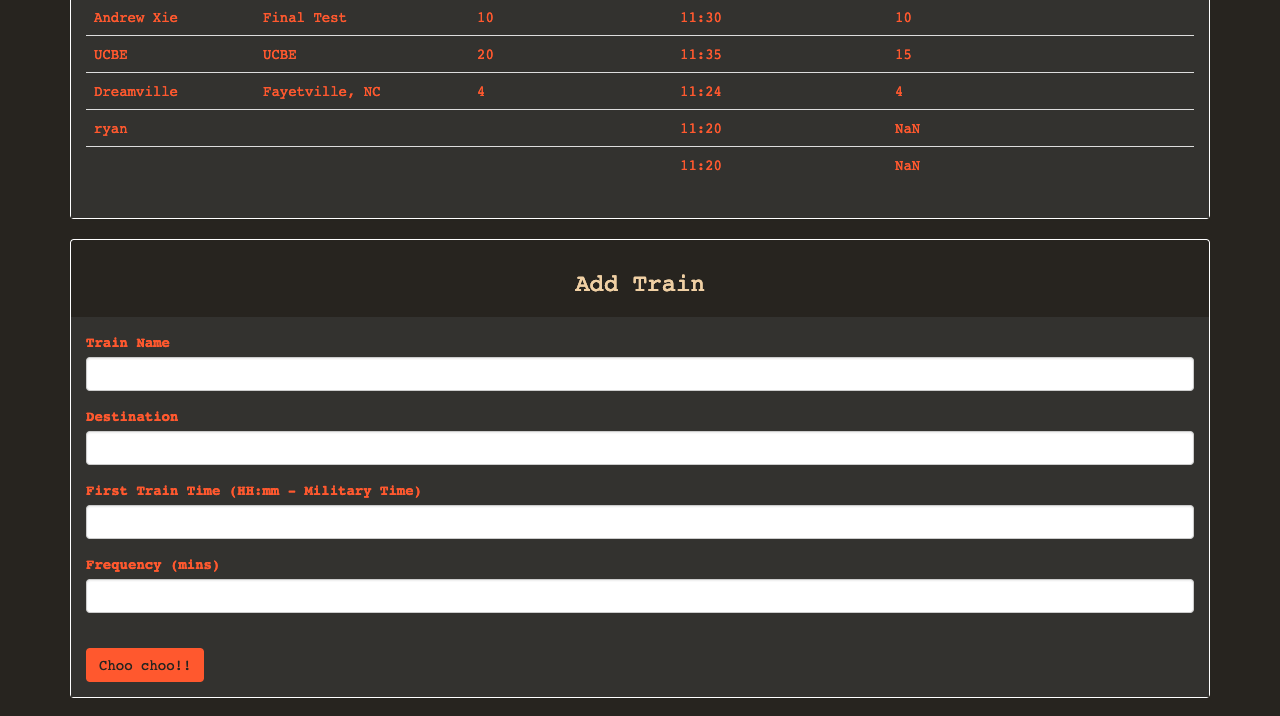 Andrew Xie Final Test 10 11:30 10
UCBE UCBE 20 11:35 15
Dreamville Fayetville, NC 4 11:24 4
ryan 11:20 NaN
11:20 NaN
Add Train
Train Name
Destination
First Train Time (HH:mm - Military Time)
Frequency (mins)
Choo choo!!